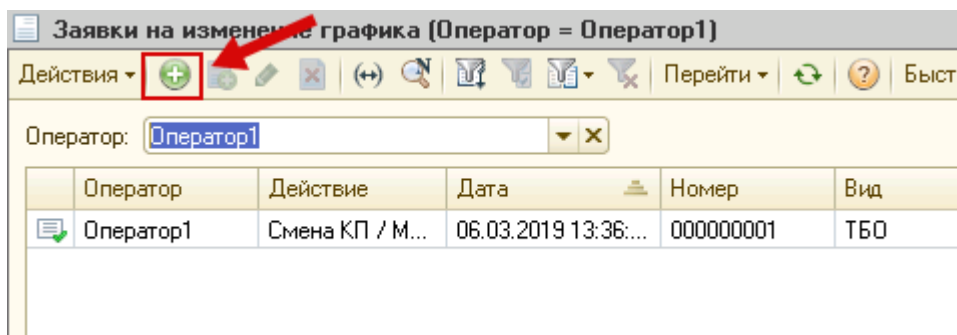 Заявки на изменение графика (Оператор = Оператор1)
Действия Перейти Быст
Оператор: Оператор1
Оператор Действие Дата Номер Вид
Оператор1 Смена КП / М... 06.03.2019 13:36:... 000000001 ТБО